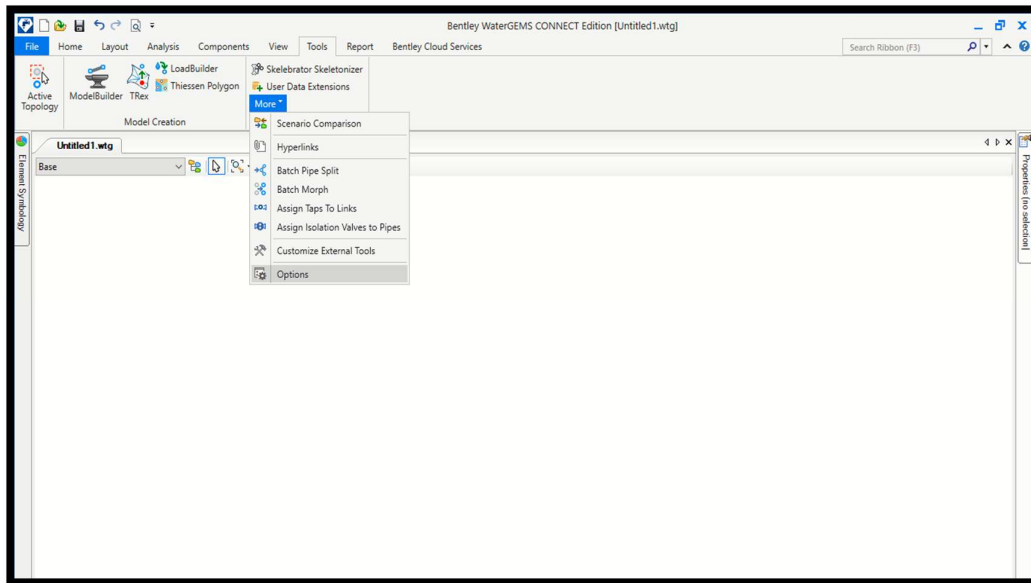 Bentley WaterGEMS CONNECT Edition [Untitled1.wtg]
File Home Layout Analysis Components View Tools Report Bentley Cloud Services Search Ribbon (F3)
Active Topology
ModelBuilder
TRex
LoadBuilder
Thiessen Polygon
Model Creation
Skelebrator Skeletonizer
User Data Extensions
More
Scenario Comparison
Hyperlinks
Batch Pipe Split
Batch Morph
Assign Taps To Links
Assign Isolation Valves to Pipes
Customize External Tools
Options
Untitled1.wtg
Base
Element Symbology
Properties (no selection)